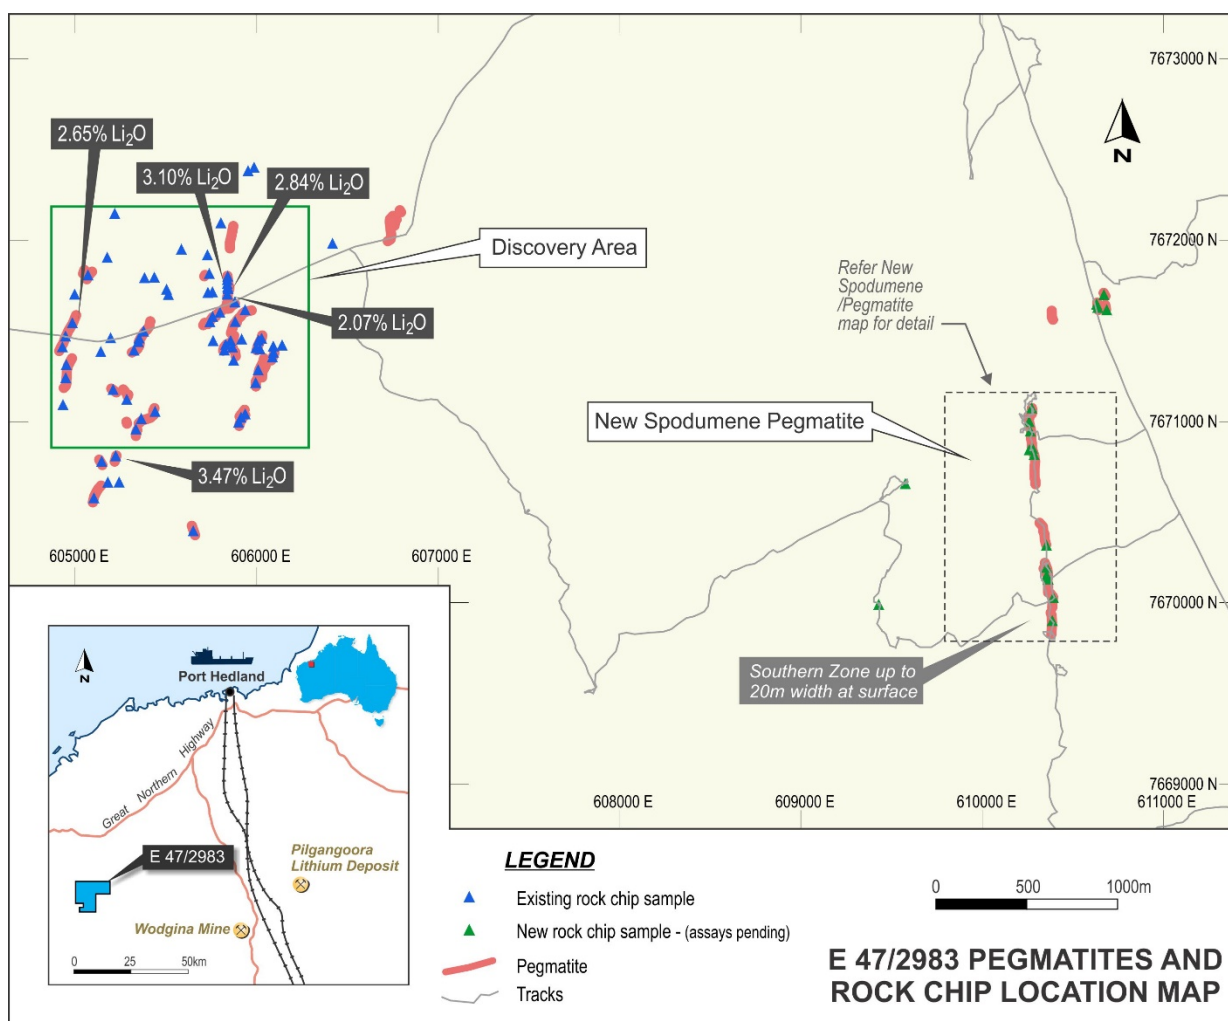 7673000 N
2.65% Li₂O
3.10% Li₂O
2.84% Li₂O
N
7672000 N
Discovery Area
Refer New
Spodumene
/Pegmatite
map for detail
2.07% Li₂O
New Spodumene Pegmatite
7671000 N
3.47% Li₂O
605000 E
606000 E
607000 E
7670000 N
Southern Zone up to
20m width at surface
7669000 N
608000 E
609000 E
610000 E
611000 E
N
Port Hedland
Great Northern Highway
E 47/2983
Pilgangoora
Lithium Deposit
Wodgina Mine
0 25 50km
LEGEND
Existing rock chip sample
New rock chip sample - (assays pending)
Pegmatite
Tracks
0 500 1000m
E 47/2983 PEGMATITES AND
ROCK CHIP LOCATION MAP